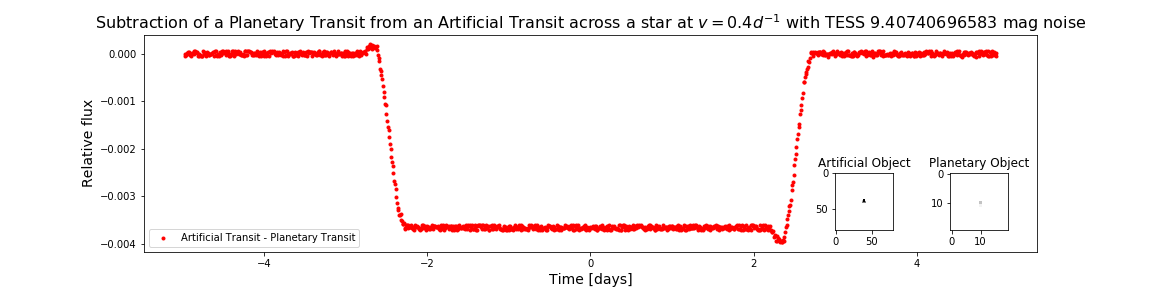 Subtraction of a Planetary Transit from an Artificial Transit across a star at v = 0.4d⁻¹ with TESS 9.40740696583 mag noise
Relative flux
0.000
−0.001
−0.002
−0.003
−0.004
Artificial Transit - Planetary Transit
Artificial Object
0
50
0 50
Planetary Object
0
10
0 10
−4 −2 0 2 4
Time [days]